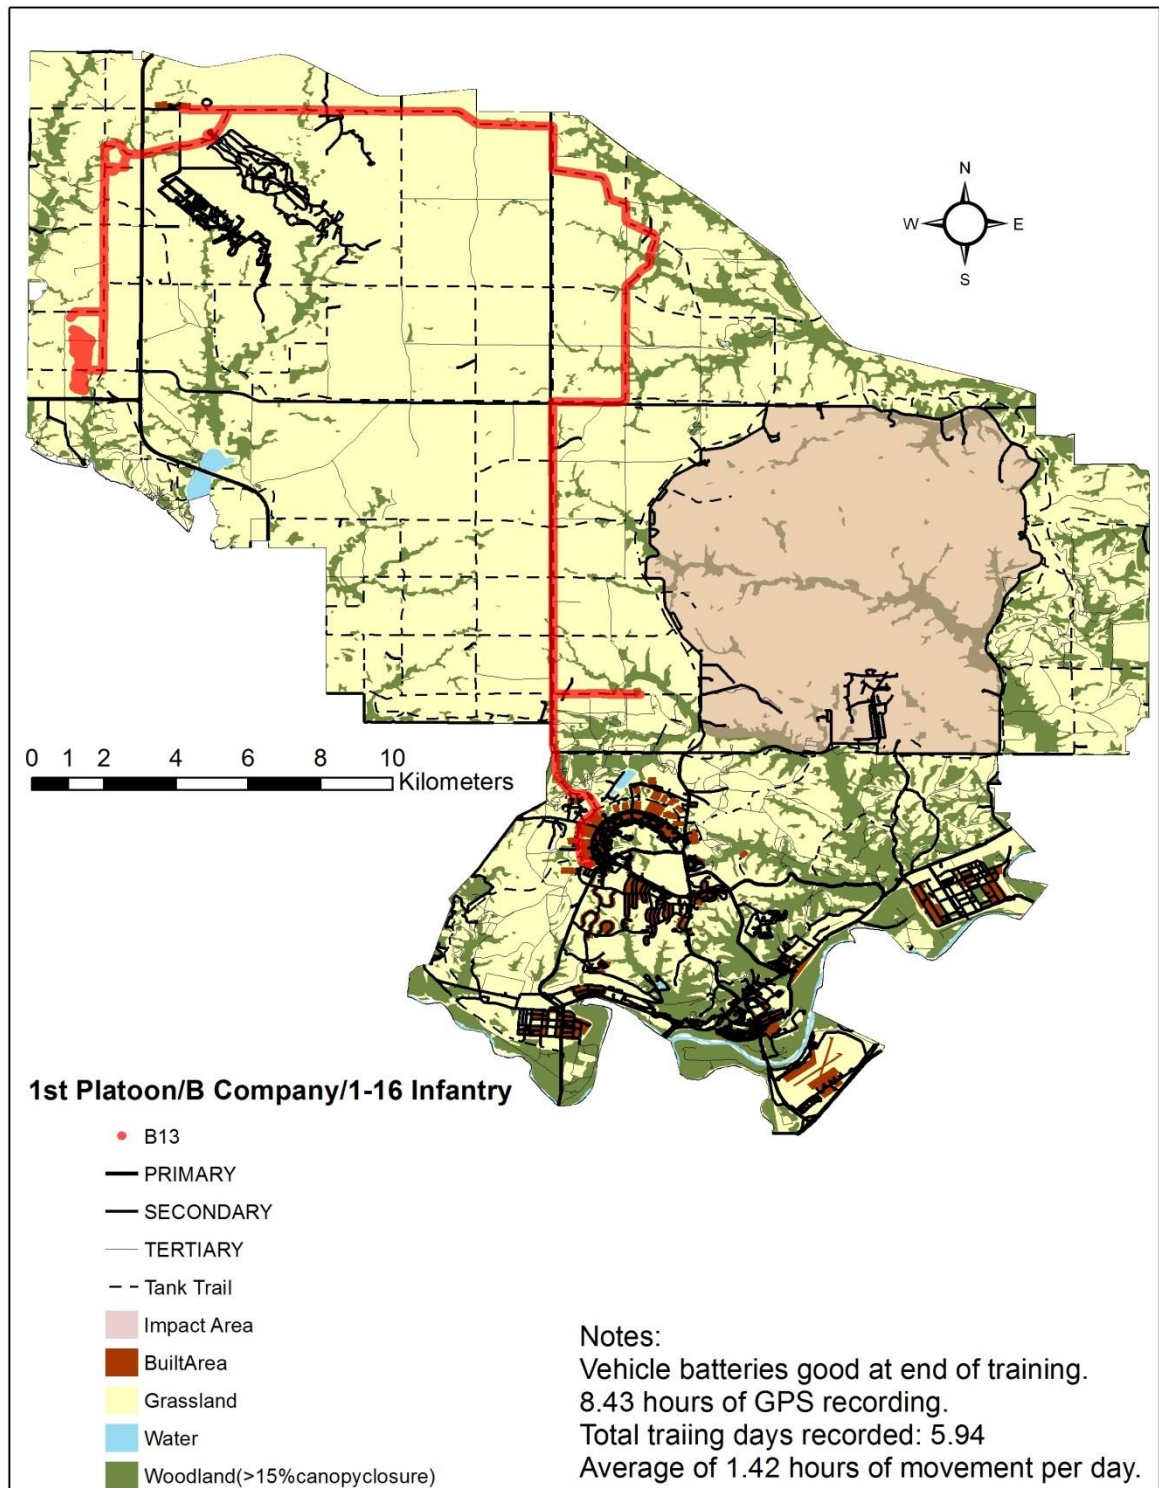 N
W E
S
0 1 2 4 6 8 10
Kilometers
1st Platoon/B Company/1-16 Infantry
B13
PRIMARY
SECONDARY
TERTIARY
Tank Trail
Impact Area
BuiltArea
Grassland
Water
Woodland(>15%canopyclosure)
Notes:
Vehicle batteries good at end of training.
8.43 hours of GPS recording.
Total traiing days recorded: 5.94
Average of 1.42 hours of movement per day.